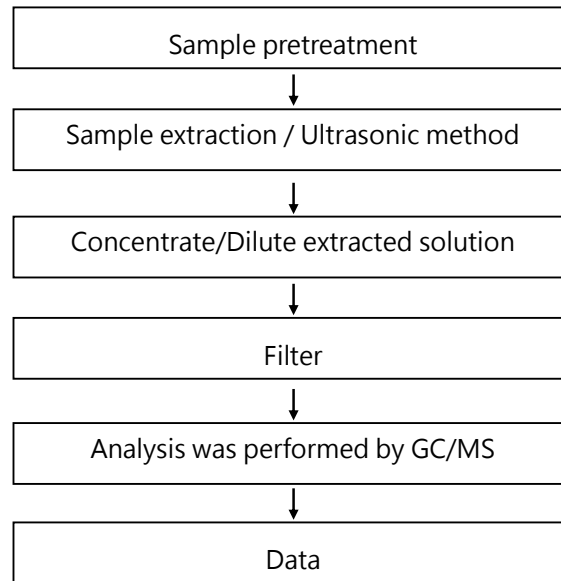 Sample pretreatment
Sample extraction / Ultrasonic method
Concentrate/Dilute extracted solution
Filter
Analysis was performed by GC/MS
Data